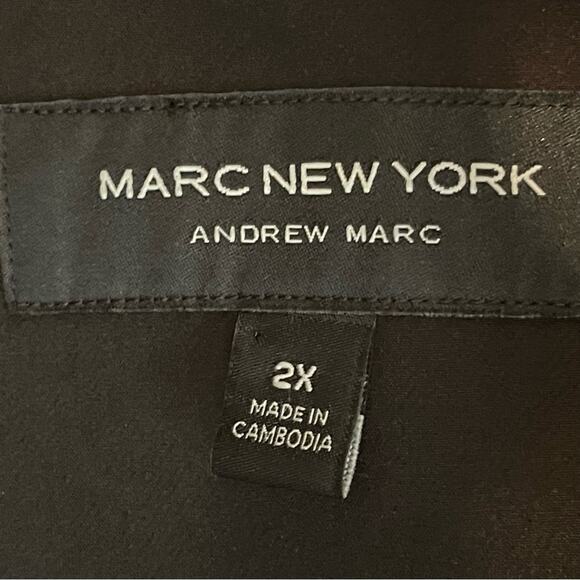 MARC NEW YORK
ANDREW MARC
2X
MADE IN
CAMBODIA